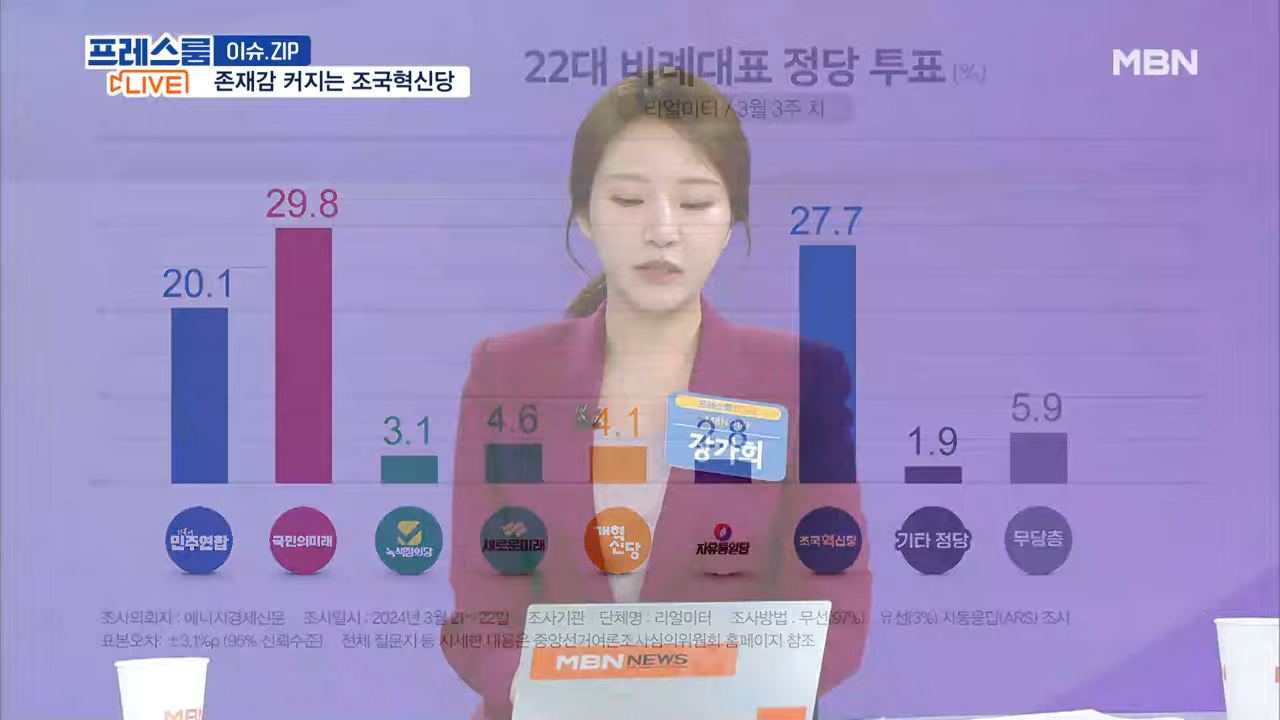 프레스룸 이슈.ZIP
LIVE! 존재감 커지는 조국혁신당
MBN
22대 비례대표 정당 투표 (%)
리얼미터 / 3월 3주 차
20.1
29.8
3.1
4.6
4.1
2.8
27.7
1.9
5.9
프레스룸
장가희
민주연합
국민의미래
녹색정의당
새로운미래
개혁신당
자유통일당
조국혁신당
기타 정당
무당층
조사의뢰자 : 에너지경제신문 조사일시 : 2024년 3월 21~22일 조사기관·단체명 : 리얼미터 조사방법 : 무선(97%) 유선(3%) 자동응답(ARS) 조사
표본오차: ±3.1%p (95% 신뢰수준) 전체 질문지 등 상세한 내용은 중앙선거여론조사심의위원회 홈페이지 참조
MBN NEWS
MBN